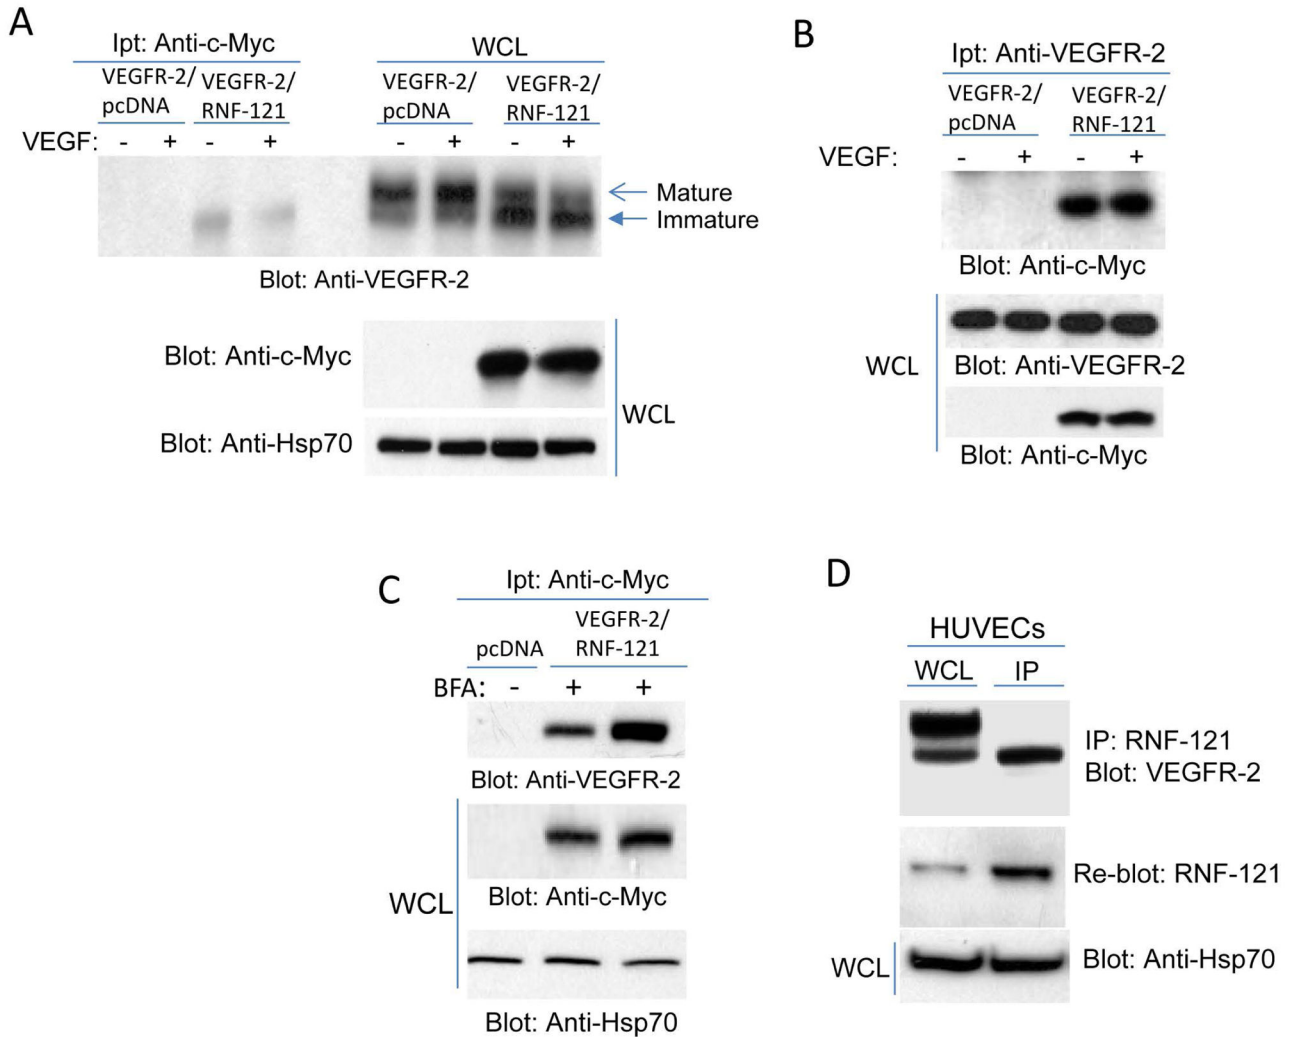 A
Ipt: Anti-c-Myc
WCL
VEGFR-2/
pcDNA
VEGFR-2/
RNF-121
VEGFR-2/
pcDNA
VEGFR-2/
RNF-121
VEGF: - + - + - + - +
Mature
Immature
Blot: Anti-VEGFR-2
Blot: Anti-c-Myc
Blot: Anti-Hsp70
WCL
B
Ipt: Anti-VEGFR-2
VEGFR-2/
pcDNA
VEGFR-2/
RNF-121
VEGF: - + - +
Blot: Anti-c-Myc
WCL
Blot: Anti-VEGFR-2
Blot: Anti-c-Myc
C
Ipt: Anti-c-Myc
pcDNA
VEGFR-2/
RNF-121
BFA: - + +
Blot: Anti-VEGFR-2
WCL
Blot: Anti-c-Myc
Blot: Anti-Hsp70
D
HUVECs
WCL IP
IP: RNF-121
Blot: VEGFR-2
Re-blot: RNF-121
WCL
Blot: Anti-Hsp70